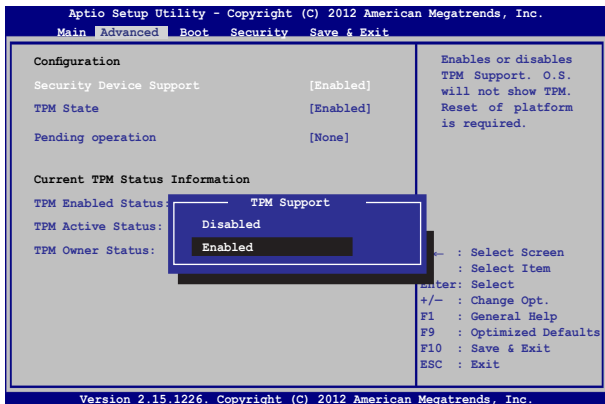 Aptio Setup Utility - Copyright (C) 2012 American Megatrends, Inc.
Main Advanced Boot Security Save & Exit
Configuration
Security Device Support [Enabled]
TPM State [Enabled]
Pending operation [None]
Current TPM Status Information
TPM Enabled Status:
TPM Active Status:
TPM Owner Status:
TPM Support
Disabled
Enabled
Enables or disables
TPM Support. O.S.
will not show TPM.
Reset of platform
is required.
← : Select Screen
: Select Item
Enter: Select
+/— : Change Opt.
F1 : General Help
F9 : Optimized Defaults
F10 : Save & Exit
ESC : Exit
Version 2.15.1226. Copyright (C) 2012 American Megatrends, Inc.